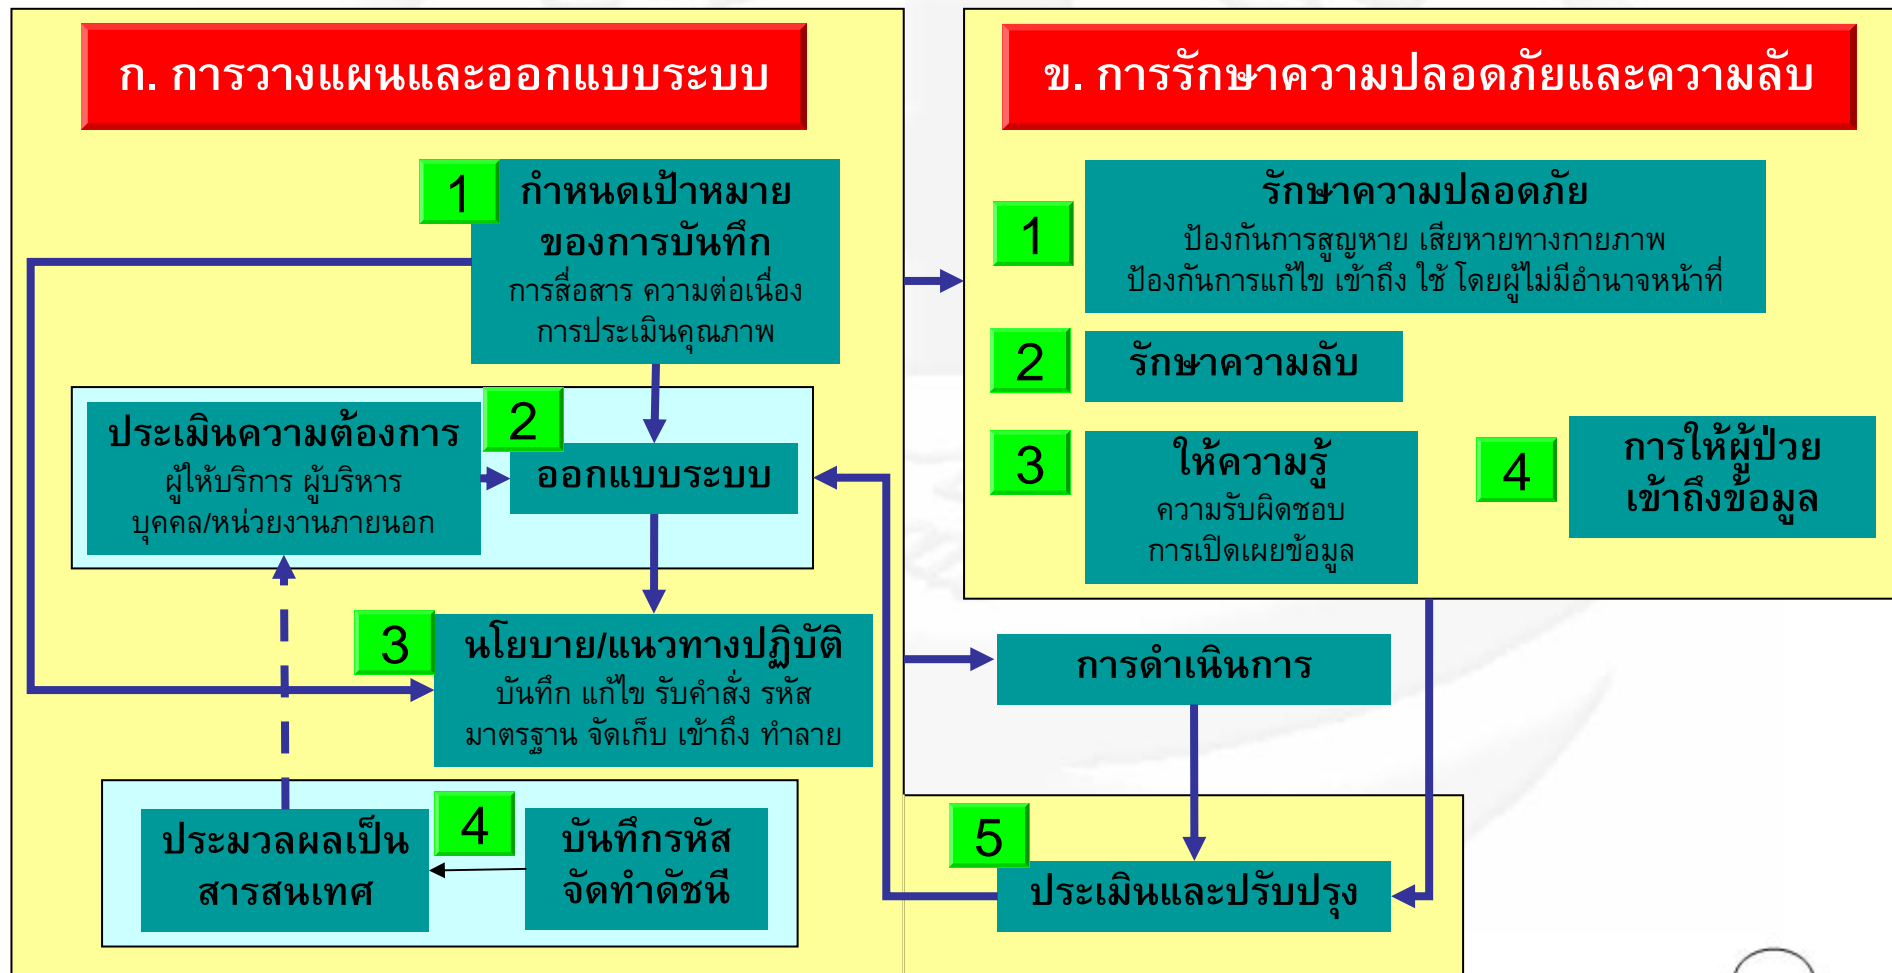 ก. การวางแผนและออกแบบระบบ
1
กำหนดเป้าหมาย
ของการบันทึก
การสื่อสาร ความต่อเนื่อง
การประเมินคุณภาพ
ประเมินความต้องการ
ผู้ให้บริการ ผู้บริหาร
บุคคล/หน่วยงานภายนอก
2
ออกแบบระบบ
3
นโยบาย/แนวทางปฏิบัติ
บันทึก แก้ไข รับคำสั่ง รหัส
มาตรฐาน จัดเก็บ เข้าถึง ทำลาย
ประมวลผลเป็น
สารสนเทศ
4
บันทึกรหัส
จัดทำดัชนี
ข. การรักษาความปลอดภัยและความลับ
1
รักษาความปลอดภัย
ป้องกันการสูญหาย เสียหายทางกายภาพ
ป้องกันการแก้ไข เข้าถึง ใช้ โดยผู้ไม่มีอำนาจหน้าที่
2
รักษาความลับ
3
ให้ความรู้
ความรับผิดชอบ
การเปิดเผยข้อมูล
4
การให้ผู้ป่วย
เข้าถึงข้อมูล
การดำเนินการ
5
ประเมินและปรับปรุง